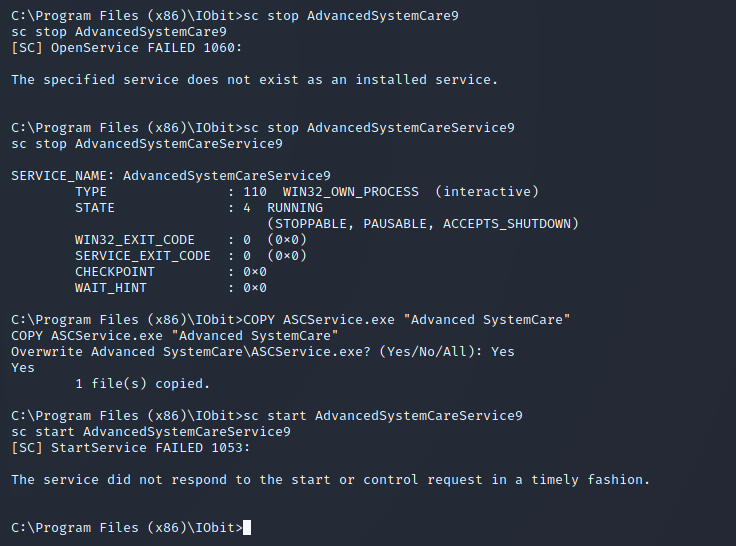 C:\Program Files (x86)\IObit>sc stop AdvancedSystemCare9
sc stop AdvancedSystemCare9
[SC] OpenService FAILED 1060:
The specified service does not exist as an installed service.
C:\Program Files (x86)\IObit>sc stop AdvancedSystemCareService9
sc stop AdvancedSystemCareService9
SERVICE_NAME: AdvancedSystemCareService9
        TYPE               : 110  WIN32_OWN_PROCESS  (interactive)
        STATE              : 4  RUNNING
                                (STOPPABLE, PAUSABLE, ACCEPTS_SHUTDOWN)
        WIN32_EXIT_CODE    : 0  (0×0)
        SERVICE_EXIT_CODE  : 0  (0×0)
        CHECKPOINT         : 0×0
        WAIT_HINT          : 0×0
C:\Program Files (x86)\IObit>COPY ASCService.exe "Advanced SystemCare"
COPY ASCService.exe "Advanced SystemCare"
Overwrite Advanced SystemCare\ASCService.exe? (Yes/No/All): Yes
Yes
        1 file(s) copied.
C:\Program Files (x86)\IObit>sc start AdvancedSystemCareService9
sc start AdvancedSystemCareService9
[SC] StartService FAILED 1053:
The service did not respond to the start or control request in a timely fashion.
C:\Program Files (x86)\IObit>